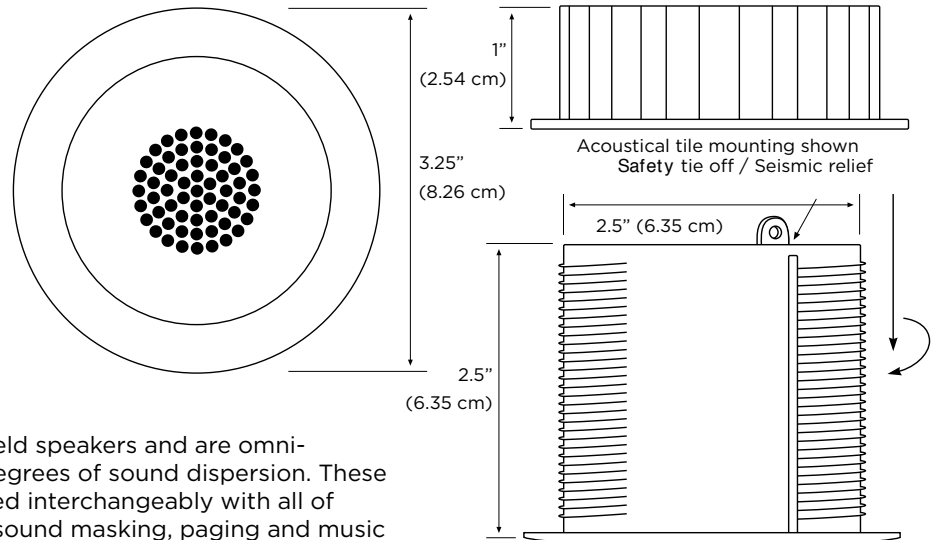 1”
(2.54 cm)
3.25”
(8.26 cm)
Acoustical tile mounting shown
Safety tie off / Seismic relief
2.5” (6.35 cm)
2.5”
(6.35 cm)
eld speakers and are omni-
egrees of sound dispersion. These
ed interchangeably with all of
sound masking, paging and music